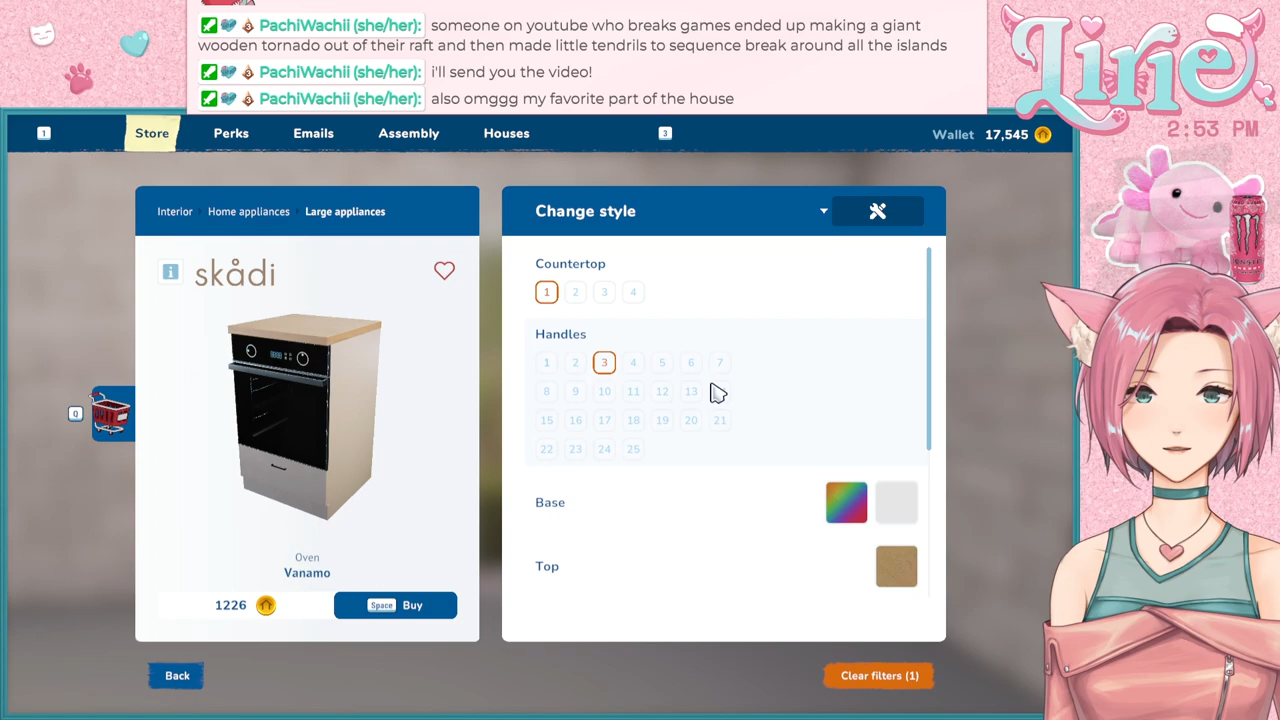 PachiWachii (she/her): someone on youtube who breaks games ended up making a giant
wooden tornado out of their raft and then made little tendrils to sequence break around all the islands
PachiWachii (she/her): i'll send you the video!
PachiWachii (she/her): also omggg my favorite part of the house
Lirie
2:53 PM
1 Store Perks Emails Assembly Houses 3 Wallet 17,545
Interior Home appliances Large appliances
Change style
skådi
Countertop
1 2 3 4
Handles
1 2 3 4 5 6 7
8 9 10 11 12 13
15 16 17 18 19 20 21
22 23 24 25
Q
Base
Oven
Vanamo
Top
1226
Space Buy
Back
Clear filters (1)